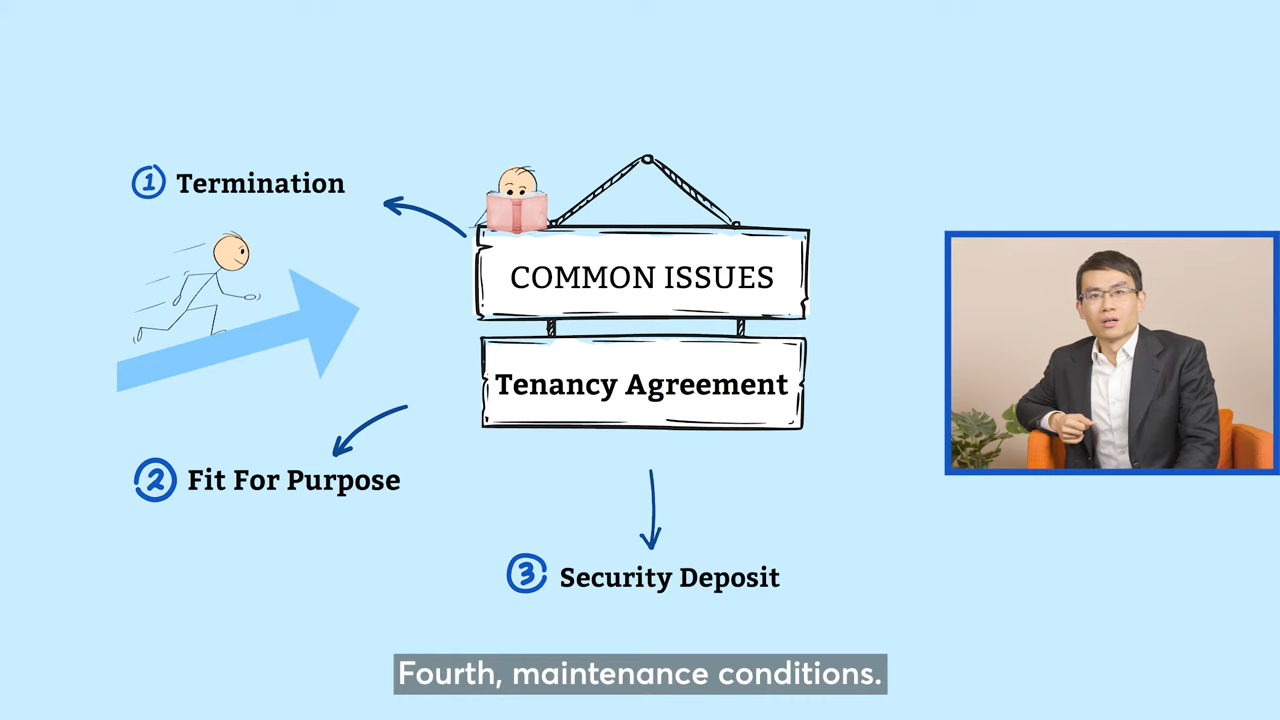 1 Termination
COMMON ISSUES
Tenancy Agreement
2 Fit For Purpose
3 Security Deposit
Fourth, maintenance conditions.